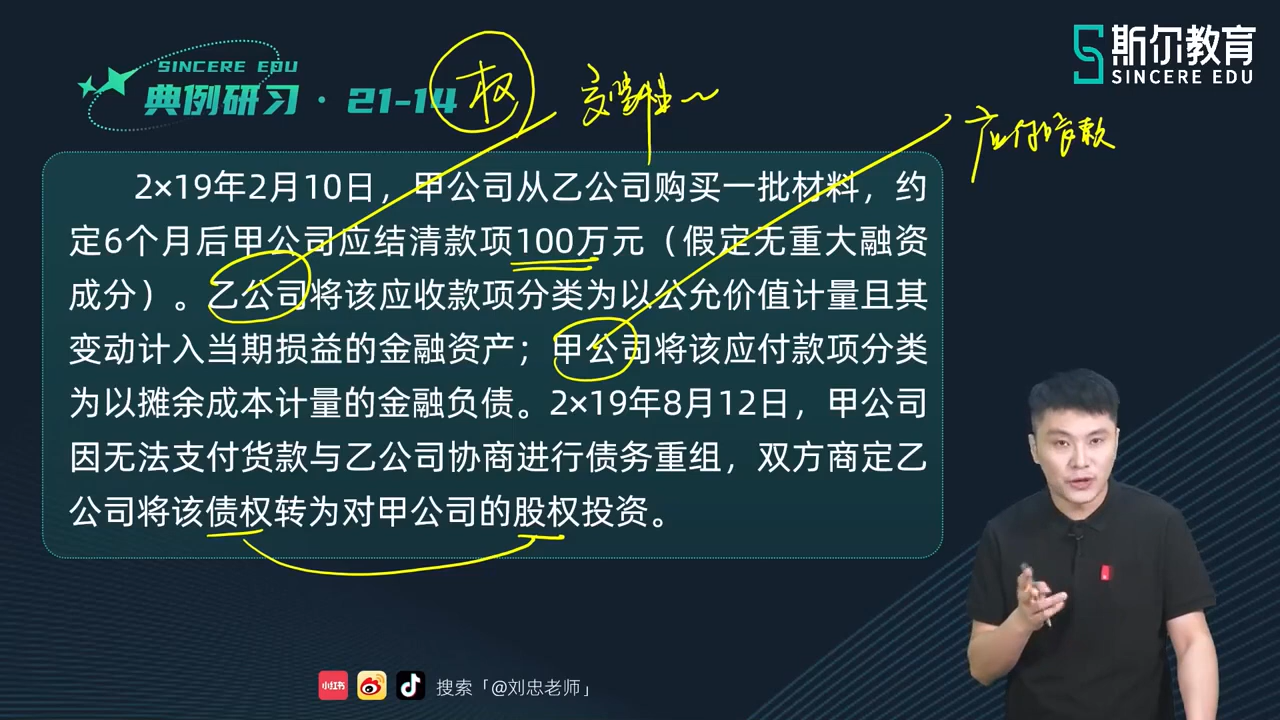 斯尔教育
SINCERE EDU
SINCERE EDU
典例研习 · 21-14
权
交易性~
应付账款
2×19年2月10日，甲公司从乙公司购买一批材料，约
定6个月后甲公司应结清款项100万元（假定无重大融资
成分）。乙公司将该应收款项分类为以公允价值计量且其
变动计入当期损益的金融资产；甲公司将该应付款项分类
为以摊余成本计量的金融负债。2×19年8月12日，甲公司
因无法支付货款与乙公司协商进行债务重组，双方商定乙
公司将该债权转为对甲公司的股权投资。
小红书
搜索「@刘忠老师」